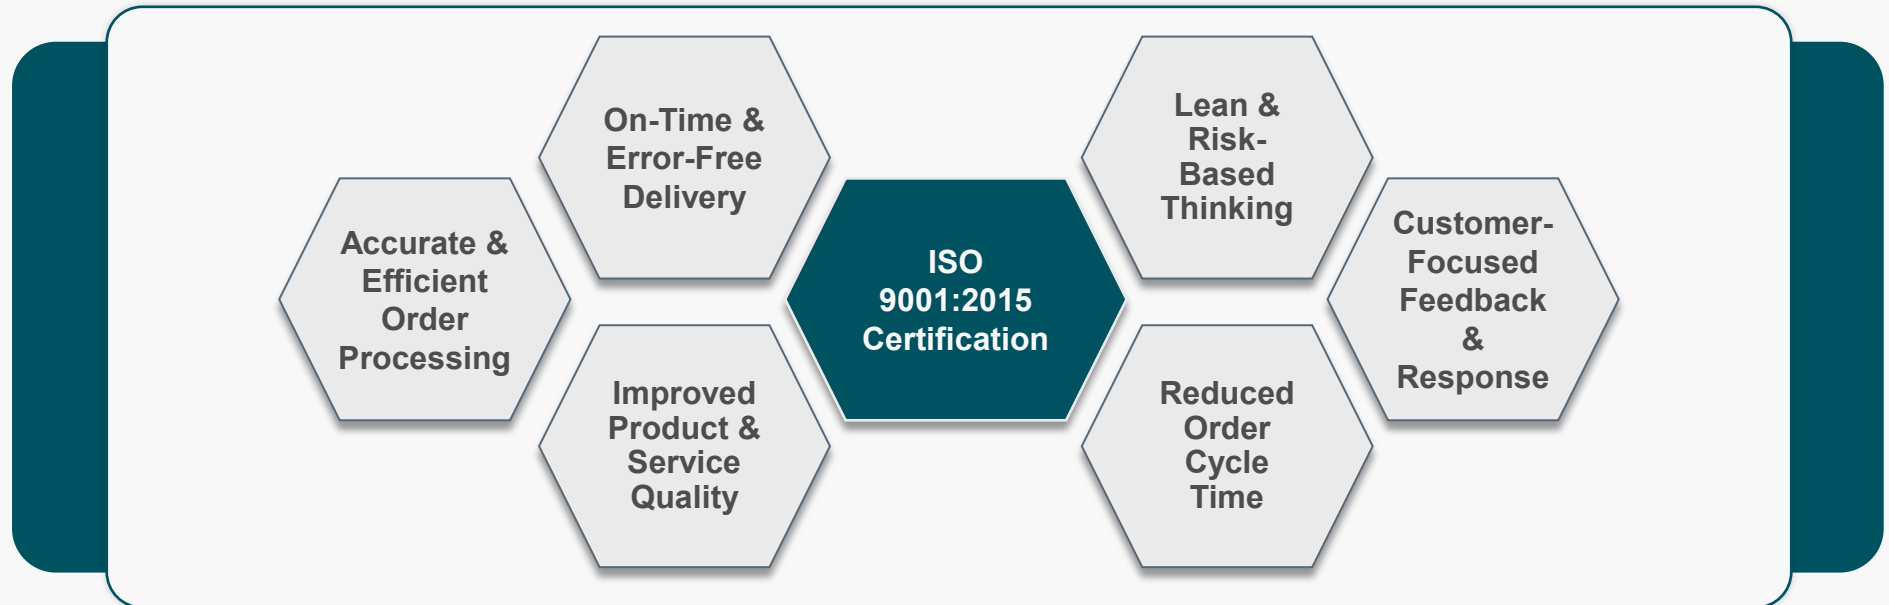 Accurate &
Efficient
Order
Processing
On-Time &
Error-Free
Delivery
Improved
Product &
Service
Quality
ISO
9001:2015
Certification
Lean &
Risk-
Based
Thinking
Reduced
Order
Cycle
Time
Customer-
Focused
Feedback
&
Response